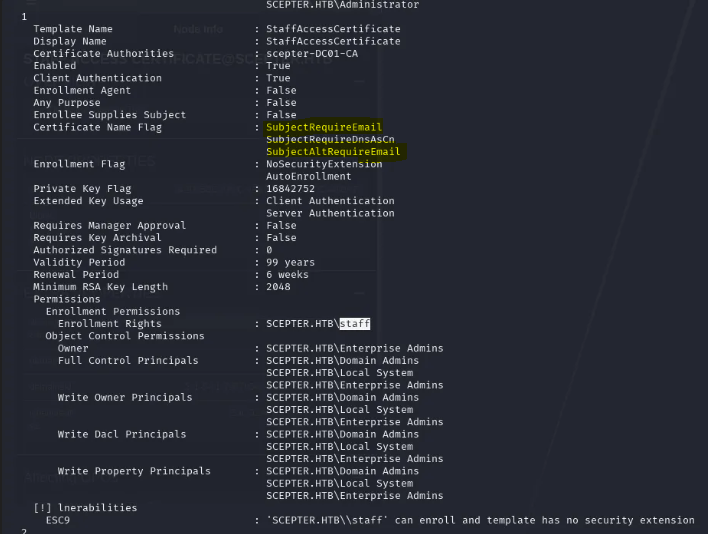 SCEPTER.HTB\Administrator
1
Template Name : StaffAccessCertificate
Display Name : StaffAccessCertificate
Certificate Authorities : scepter-DC01-CA
Enabled : True
Client Authentication : True
Enrollment Agent : False
Any Purpose : False
Enrollee Supplies Subject : False
Certificate Name Flag : SubjectRequireEmail
SubjectRequireDnsAsCn
SubjectAltRequireEmail
Enrollment Flag : NoSecurityExtension
AutoEnrollment
Private Key Flag : 16842752
Extended Key Usage : Client Authentication
Server Authentication
Requires Manager Approval : False
Requires Key Archival : False
Authorized Signatures Required : 0
Validity Period : 99 years
Renewal Period : 6 weeks
Minimum RSA Key Length : 2048
Permissions
Enrollment Permissions
Enrollment Rights : SCEPTER.HTB\staff
Object Control Permissions
Owner : SCEPTER.HTB\Enterprise Admins
Full Control Principals : SCEPTER.HTB\Domain Admins
SCEPTER.HTB\Local System
SCEPTER.HTB\Enterprise Admins
Write Owner Principals : SCEPTER.HTB\Domain Admins
SCEPTER.HTB\Local System
SCEPTER.HTB\Enterprise Admins
Write Dacl Principals : SCEPTER.HTB\Domain Admins
SCEPTER.HTB\Local System
SCEPTER.HTB\Enterprise Admins
Write Property Principals : SCEPTER.HTB\Domain Admins
SCEPTER.HTB\Local System
SCEPTER.HTB\Enterprise Admins
[!] lnerabilities
ESC9 : 'SCEPTER.HTB\\staff' can enroll and template has no security extension
2